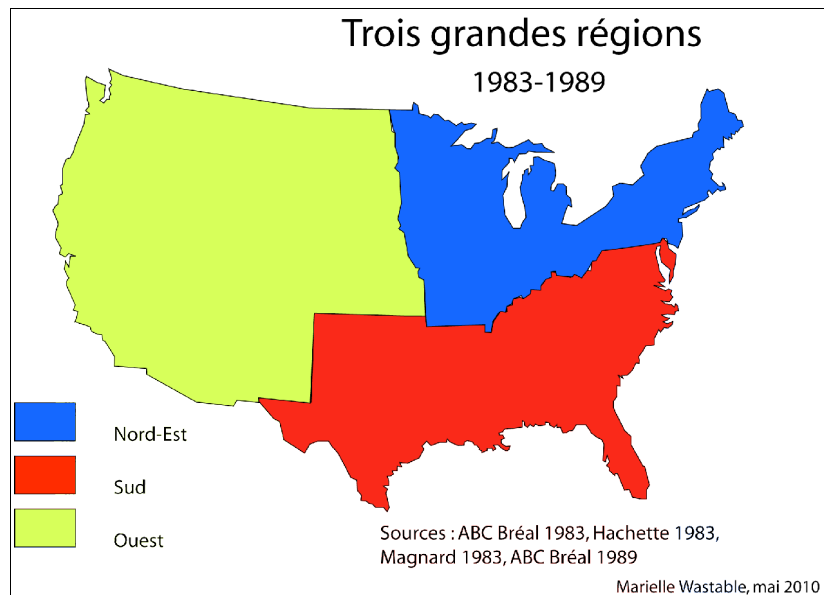 Trois grandes régions
1983-1989
Nord-Est
Sud
Ouest
Sources : ABC Bréal 1983, Hachette 1983,
Magnard 1983, ABC Bréal 1989
Marielle Wastable, mai 2010